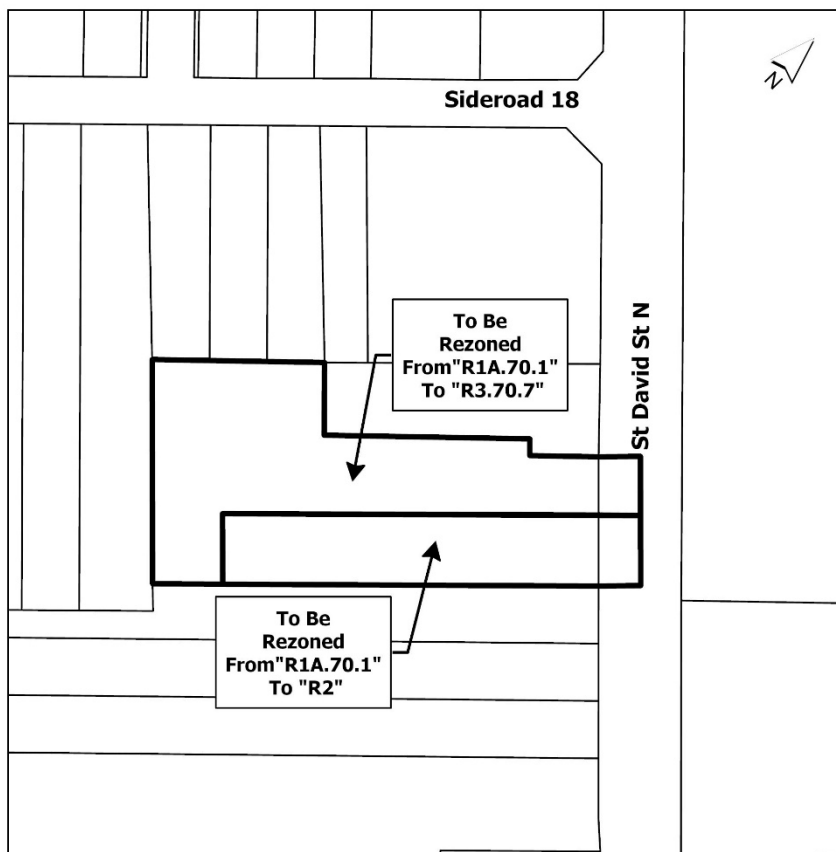 N
Sideroad 18
St David St N
To Be
Rezoned
From"R1A.70.1"
To "R3.70.7"
To Be
Rezoned
From"R1A.70.1"
To "R2"